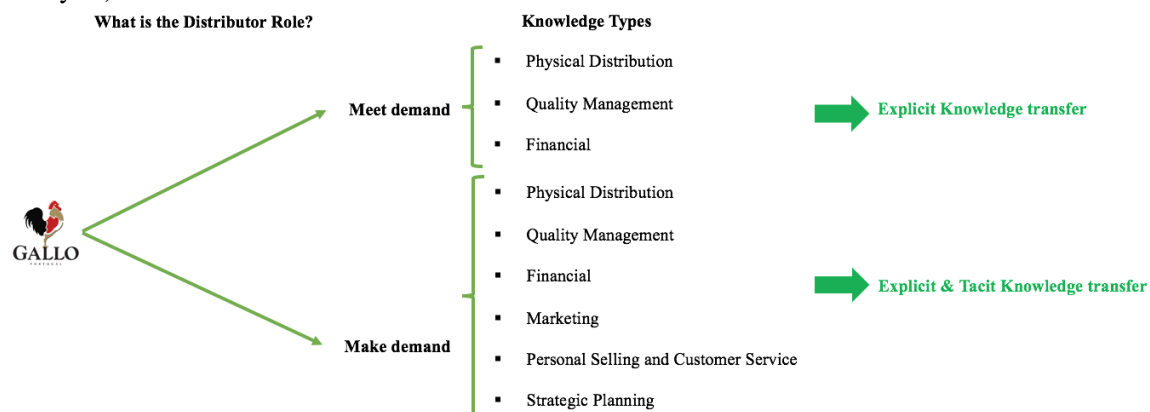 What is the Distributor Role?
Knowledge Types
Meet demand
▪ Physical Distribution
▪ Quality Management
▪ Financial
Explicit Knowledge transfer
GALLO
PORTUGAL
Make demand
▪ Physical Distribution
▪ Quality Management
▪ Financial
▪ Marketing
▪ Personal Selling and Customer Service
▪ Strategic Planning
Explicit & Tacit Knowledge transfer